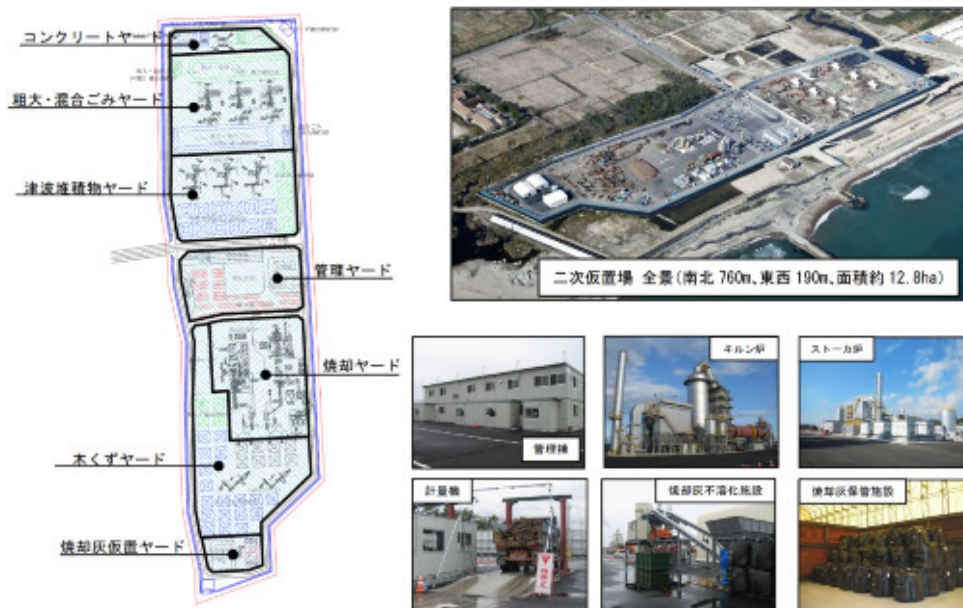 コンクリートヤード
粗大・混合ごみヤード
津波堆積物ヤード
管理ヤード
焼却ヤード
木くずヤード
焼却灰仮置ヤード
二次仮置場 全景(南北 760m、東西 190m、面積約 12.8ha)
管理棟
キルン炉
ストーカ炉
計量機
焼却灰不溶化施設
焼却灰保管施設